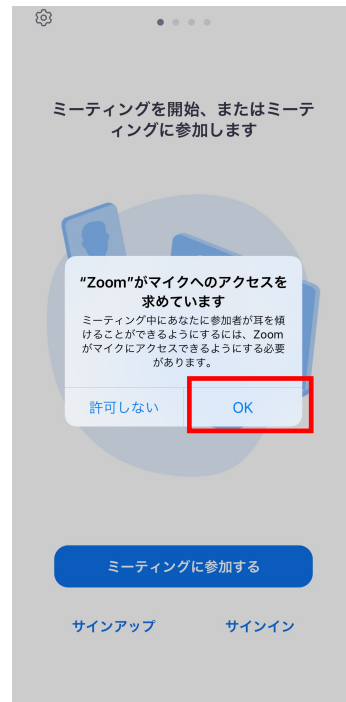 ミーティングを開始、またはミーテ
ィングに参加します
“Zoom”がマイクへのアクセスを
求めています
ミーティング中にあなたに参加者が耳を傾
けることができるようにするには、Zoom
がマイクにアクセスできるようにする必要
があります。
許可しない OK
ミーティングに参加する
サインアップ サインイン